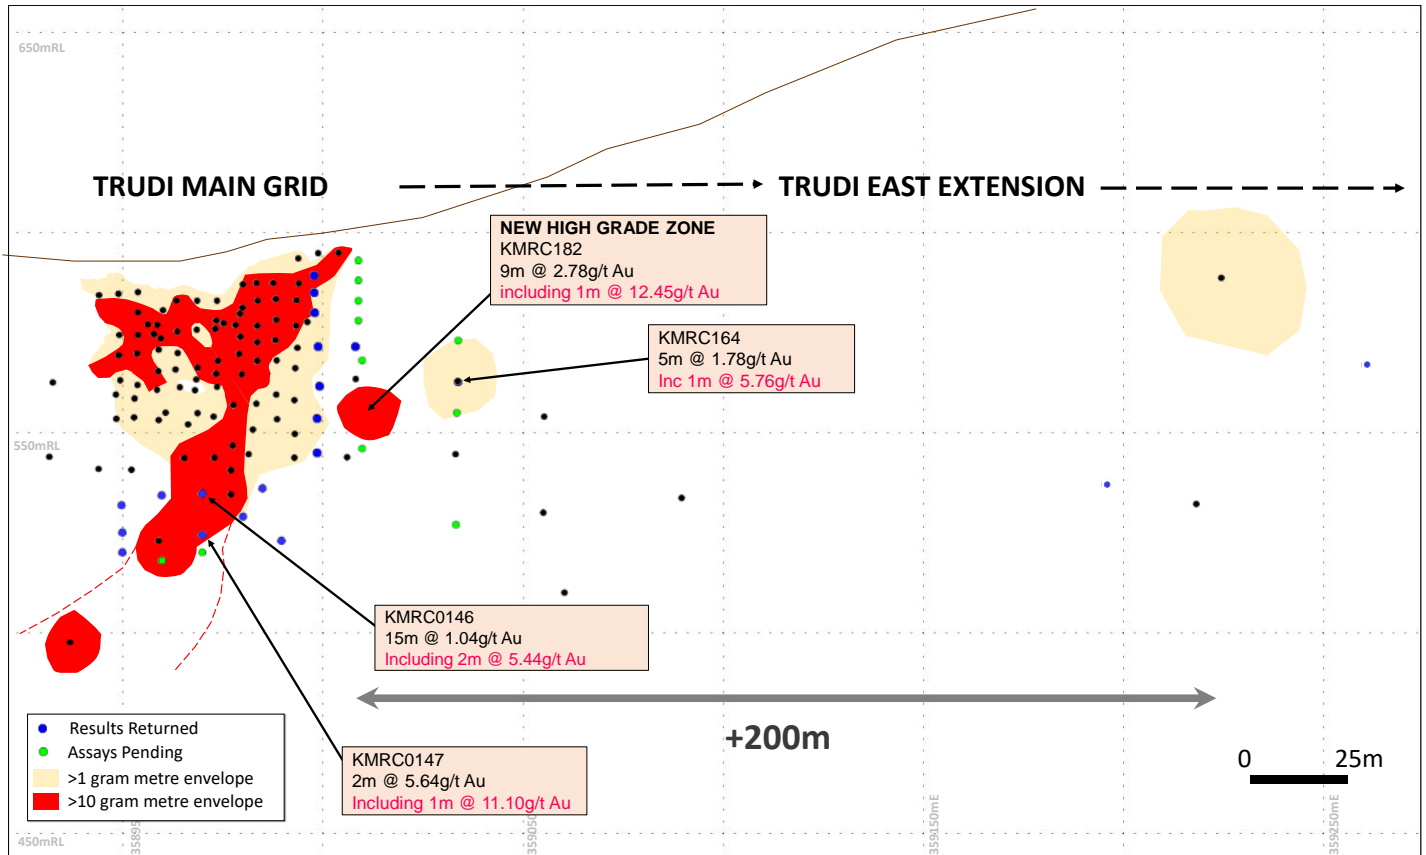 650mRL
TRUDI MAIN GRID
TRUDI EAST EXTENSION
NEW HIGH GRADE ZONE
KMRC182
9m @ 2.78g/t Au
including 1m @ 12.45g/t Au
KMRC164
5m @ 1.78g/t Au
Inc 1m @ 5.76g/t Au
550mRL
KMRC0146
15m @ 1.04g/t Au
Including 2m @ 5.44g/t Au
+200m
Results Returned
Assays Pending
>1 gram metre envelope
>10 gram metre envelope
KMRC0147
2m @ 5.64g/t Au
Including 1m @ 11.10g/t Au
0 25m
450mRL
359050mE
359150mE
359250mE